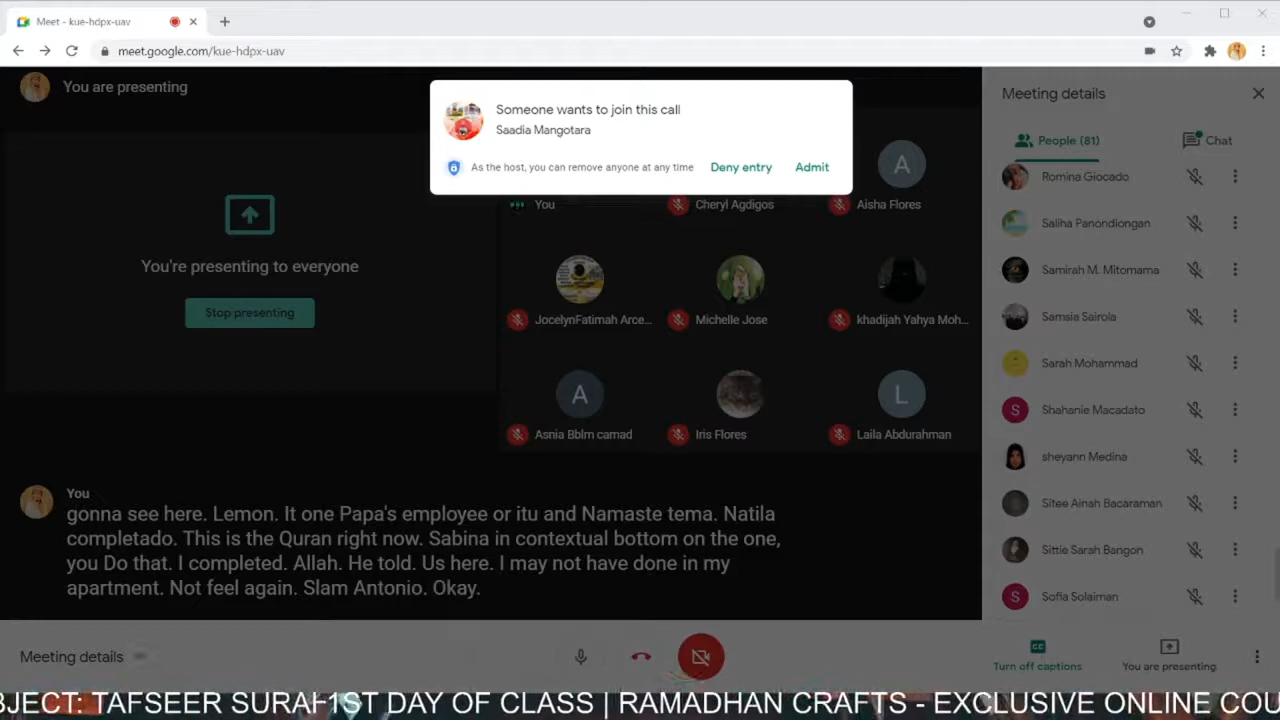 Meet - kue-hdpx-uav
meet.google.com/kue-hdpx-uav
You are presenting
Someone wants to join this call
Saadia Mangotara
As the host, you can remove anyone at any time
Deny entry
Admit
You're presenting to everyone
Stop presenting
You
Cheryl Agdigos
A
Aisha Flores
JocelynFatimah Arce...
Michelle Jose
khadijah Yahya Moh...
A
Asnia Bblm camad
Iris Flores
L
Laila Abdurahman
You
gonna see here. Lemon. It one Papa's employee or itu and Namaste tema. Natila
completado. This is the Quran right now. Sabina in contextual bottom on the one,
you Do that. I completed. Allah. He told. Us here. I may not have done in my
apartment. Not feel again. Slam Antonio. Okay.
Meeting details
People (81)
Chat
Romina Giocado
Saliha Panondiongan
Samirah M. Mitomama
Samsia Sairola
Sarah Mohammad
S
Shahanie Macadato
sheyann Medina
Sitee Ainah Bacaraman
Sittie Sarah Bangon
S
Sofia Solaiman
Meeting details
CC
Turn off captions
You are presenting
BJECT: TAFSEER SURAH 1ST DAY OF CLASS | RAMADHAN CRAFTS - EXCLUSIVE ONLINE COU